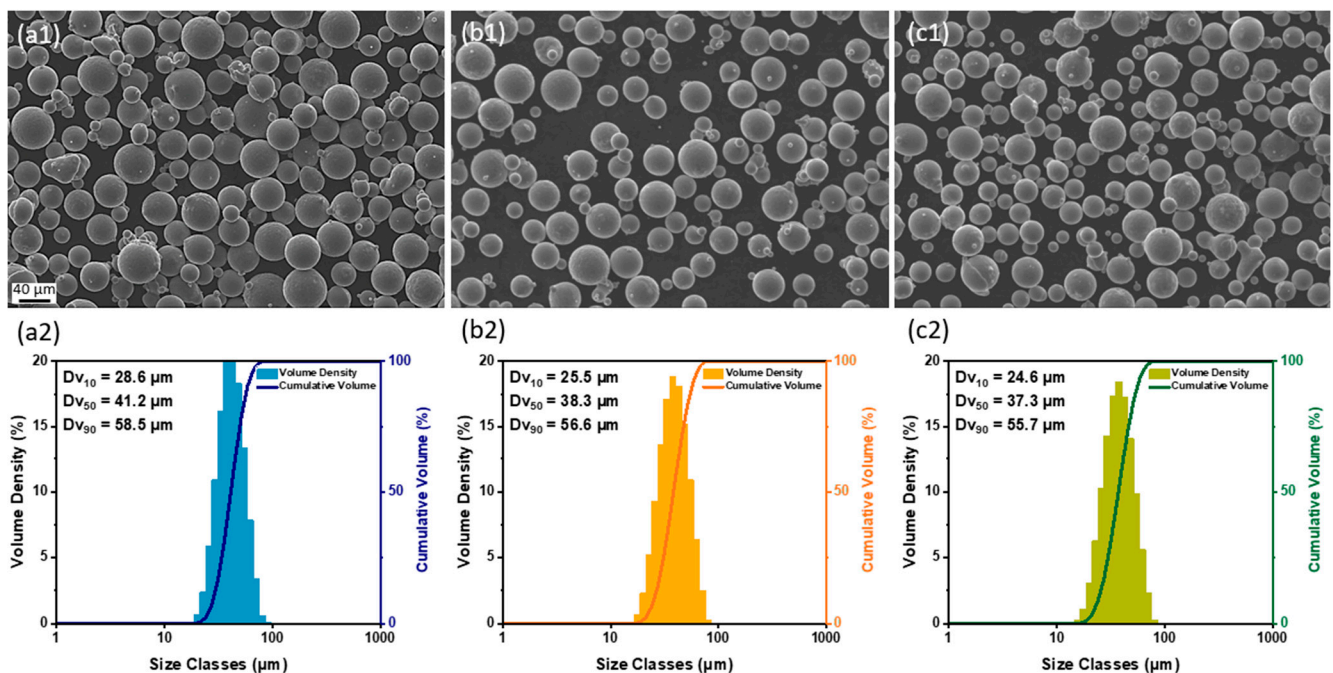 (a1)
(b1)
(c1)
40 µm
(a2)
(b2)
(c2)
Dv10 = 28.6 µm
Dv50 = 41.2 µm
Dv90 = 58.5 µm
Volume Density
Cumulative Volume
20
15
10
5
0
100
50
0
1
10
100
1000
Volume Density (%)
Cumulative Volume (%)
Size Classes (µm)
Dv10 = 25.5 µm
Dv50 = 38.3 µm
Dv90 = 56.6 µm
Volume Density
Cumulative Volume
20
15
10
5
0
100
50
0
1
10
100
1000
Volume Density (%)
Cumulative Volume (%)
Size Classes (µm)
Dv10 = 24.6 µm
Dv50 = 37.3 µm
Dv90 = 55.7 µm
Volume Density
Cumulative Volume
20
15
10
5
0
100
50
0
1
10
100
1000
Volume Density (%)
Cumulative Volume (%)
Size Classes (µm)